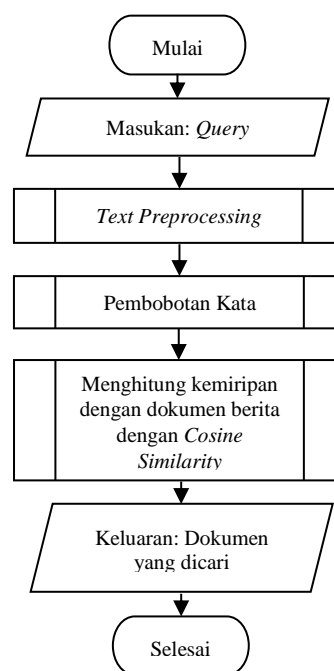 Mulai
Masukan: Query
Text Preprocessing
Pembobotan Kata
Menghitung kemiripan
dengan dokumen berita
dengan Cosine
Similarity
Keluaran: Dokumen
yang dicari
Selesai